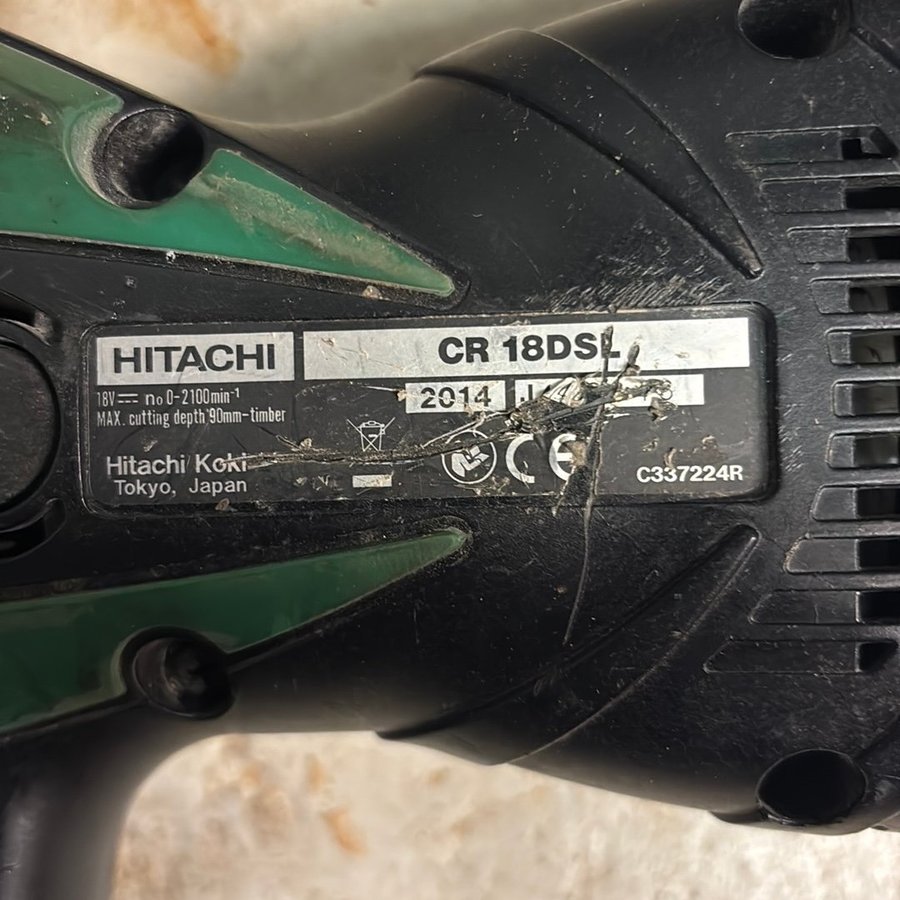 HITACHI
CR 18DSL
18V⎓ n₀ 0-2100min⁻¹
2014
MAX. cutting depth 90mm-timber
Hitachi Koki
CE
Tokyo, Japan
C337224R